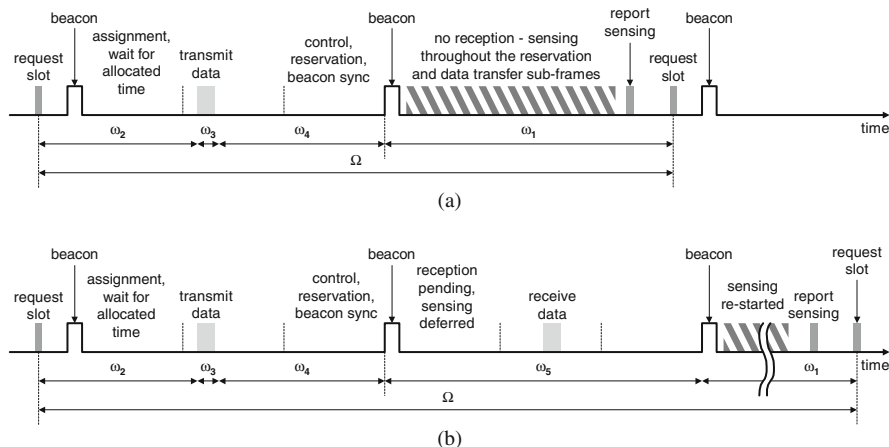 beacon
beacon
report
sensing
beacon
assignment,
wait for
allocated
time
control,
reservation,
beacon sync
no reception - sensing
throughout the reservation
and data transfer sub-frames
request
slot
transmit
data
request
slot
time
ω2
ω3
ω4
ω1
Ω
(a)
beacon
beacon
beacon
request
slot
assignment,
wait for
allocated
time
control,
reservation,
beacon sync
reception
pending,
sensing
deferred
sensing
re-started
request
slot
transmit
data
receive
data
report
sensing
time
ω2
ω3
ω4
ω5
ω1
Ω
(b)